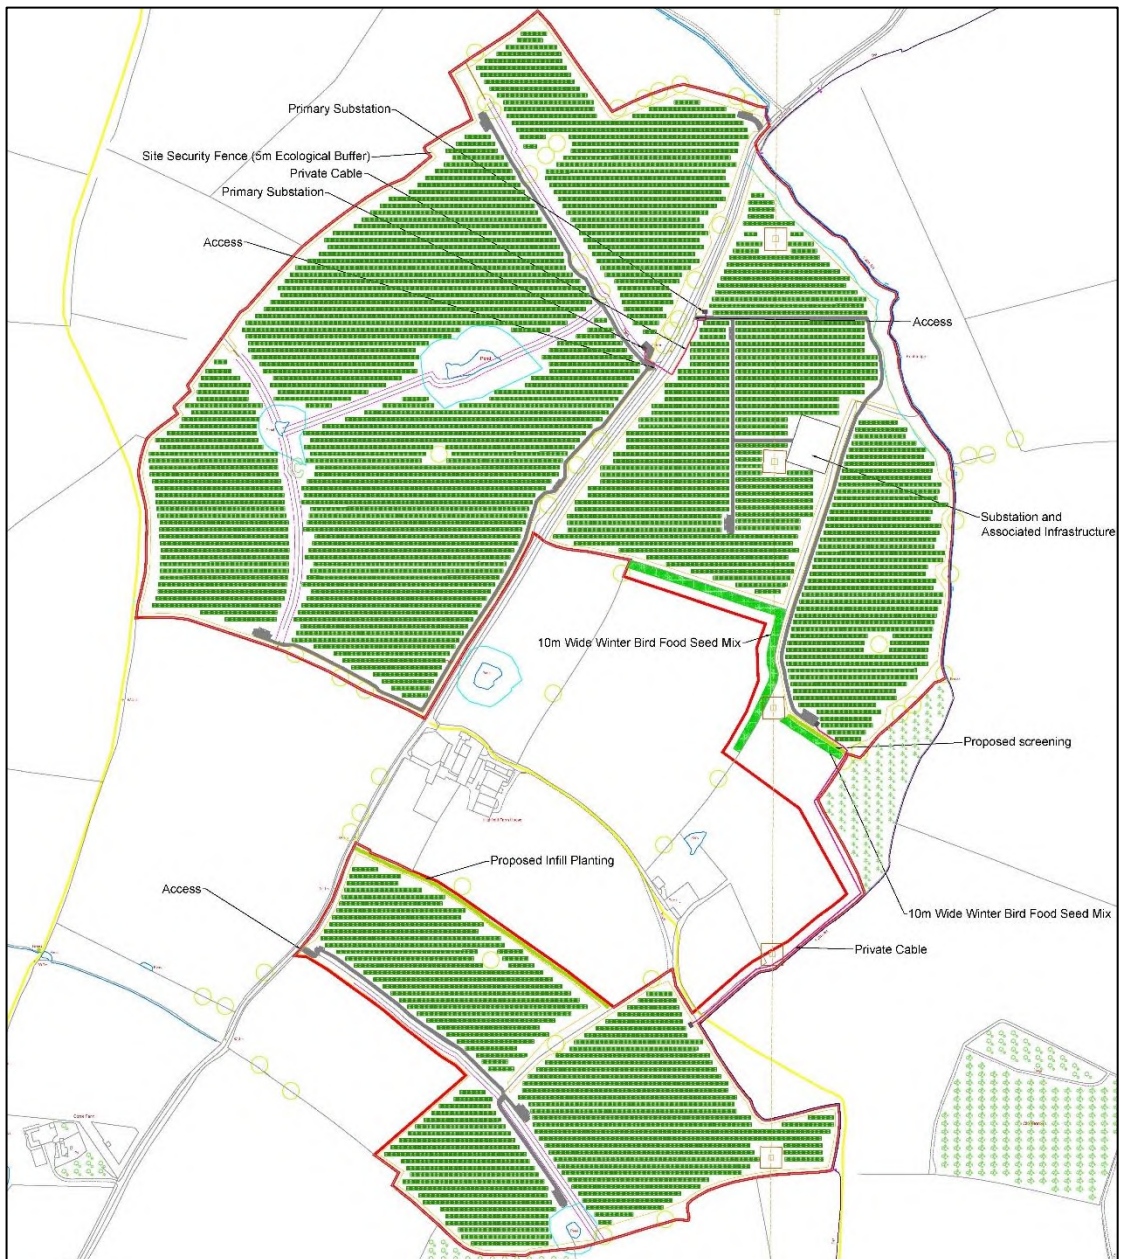 Primary Substation
Site Security Fence (5m Ecological Buffer)
Private Cable
Primary Substation
Access
Access
Pond
Substation and
Associated Infrastructure
10m Wide Winter Bird Food Seed Mix
Proposed screening
Proposed Infill Planting
Access
10m Wide Winter Bird Food Seed Mix
Private Cable